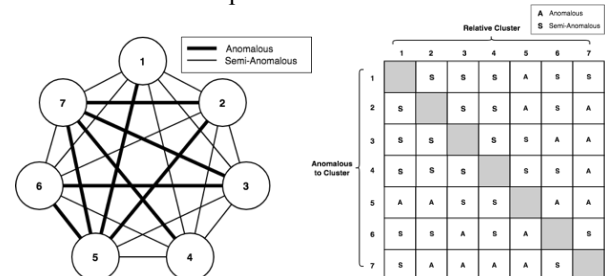 Anomalous
Semi-Anomalous
1
2
3
4
5
6
7
A Anomalous
S Semi-Anomalous
Relative Cluster
1 2 3 4 5 6 7
Anomalous
to Cluster
1 S S S A S S
2 S S S A S A
3 S S S S A A
4 S S S S S A
5 A A S S A A
6 S S A S A S
7 S A A A A S